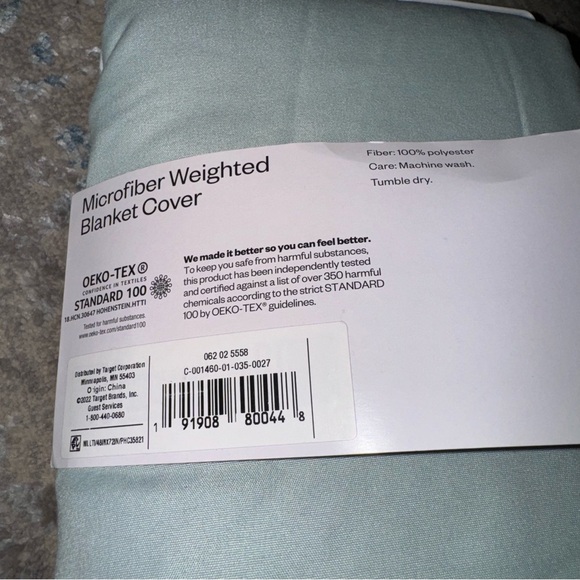 Microfiber Weighted
Blanket Cover
Fiber: 100% polyester
Care: Machine wash.
Tumble dry.
OEKO-TEX®
CONFIDENCE IN TEXTILES
STANDARD 100
18.HCN.30647 HOHENSTEIN.HTTI
Tested for harmful substances.
www.oeko-tex.com/standard100
We made it better so you can feel better.
To keep you safe from harmful substances,
this product has been independently tested
and certified against a list of over 350 harmful
chemicals according to the strict STANDARD
100 by OEKO-TEX® guidelines.
Distributed by Target Corporation
Minneapolis, MN 55403
Origin: China
©2022 Target Brands, Inc.
Guest Services
1-800-440-0680
062 02 5558
C-001460-01-035-0027
1 91908 80044 8